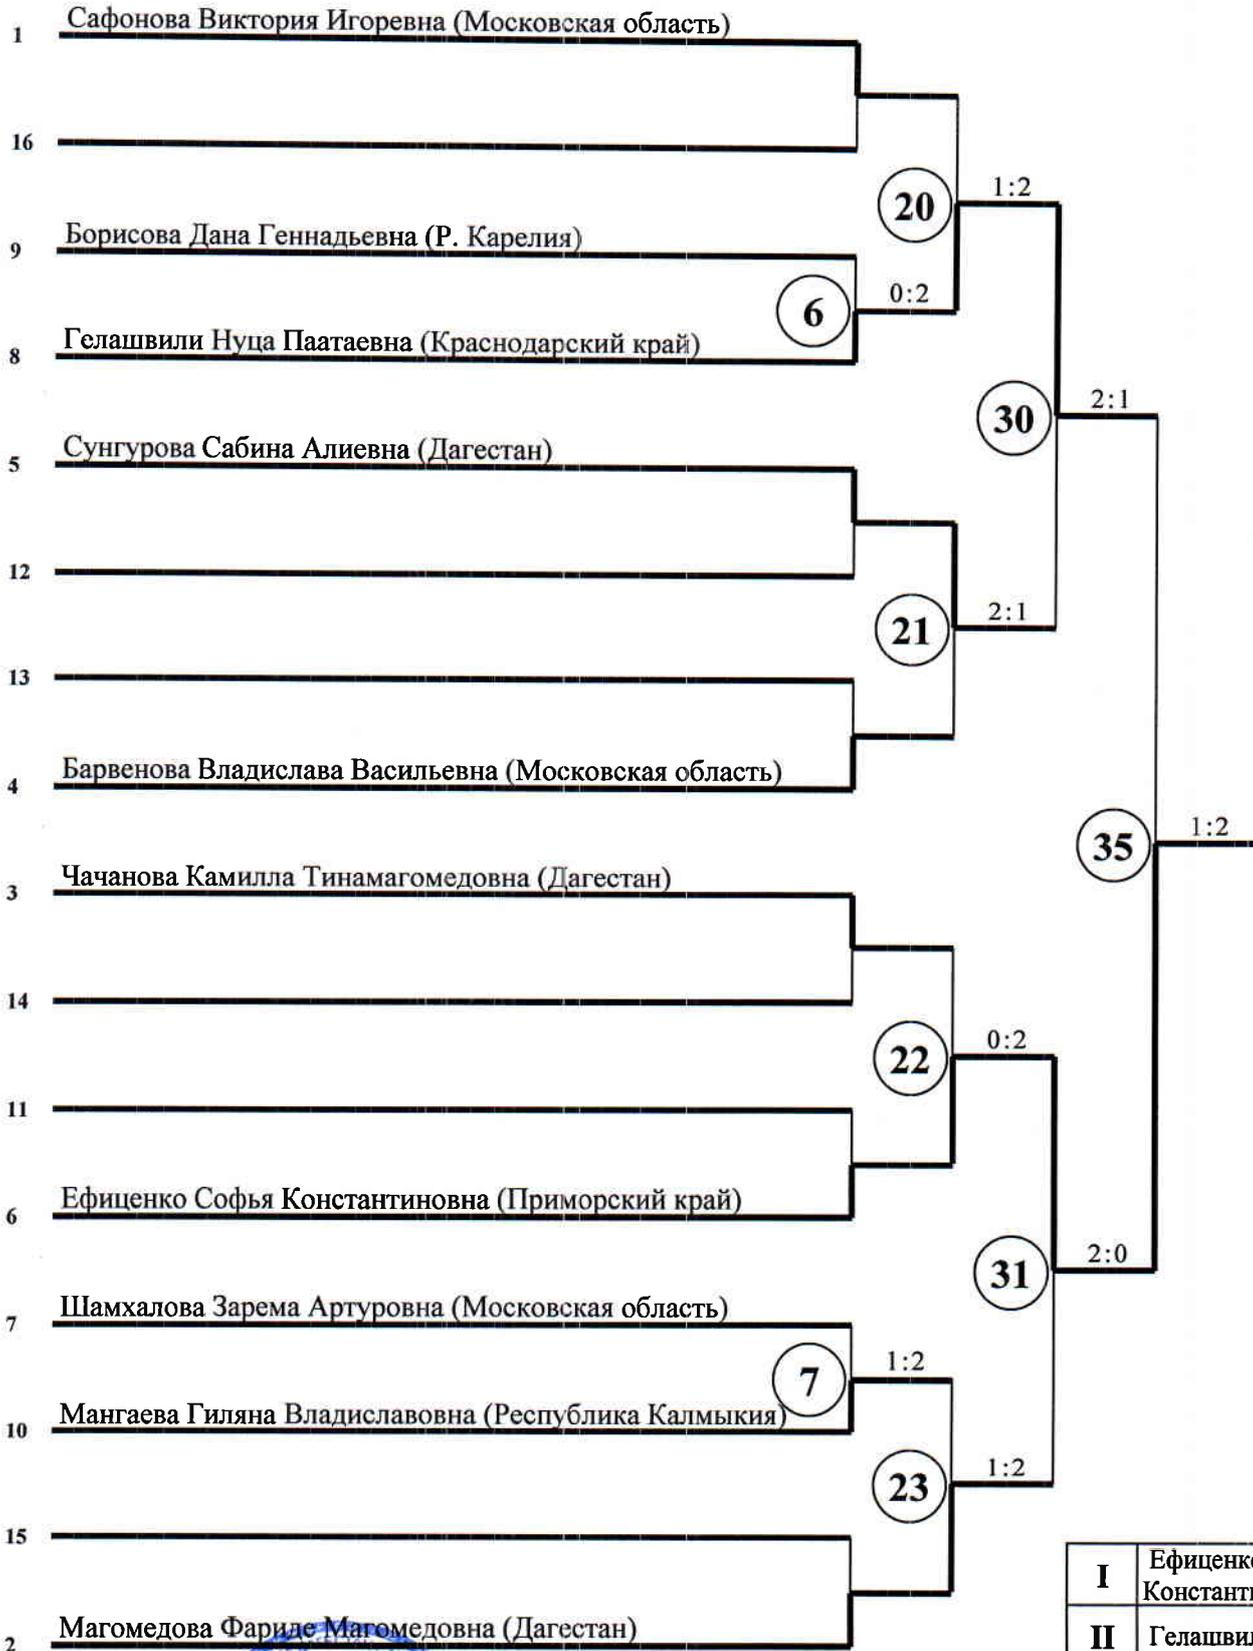 Сафонова Виктория Игоревна (Московская область)
1
16
20
1:2
Борисова Дана Геннадьевна (Р. Карелия)
9
6
0:2
Гелашвили Нуца Паатаевна (Краснодарский край)
8
30
2:1
Сунгурова Сабина Алиевна (Дагестан)
5
12
21
2:1
13
Барвенова Владислава Васильевна (Московская область)
4
35
1:2
Чачанова Камилла Тинамагомедовна (Дагестан)
3
14
22
0:2
11
Ефиценко Софья Константиновна (Приморский край)
6
31
2:0
Шамхалова Зарема Артуровна (Московская область)
7
7
1:2
Мангаева Гиляна Владиславовна (Республика Калмыкия)
10
23
1:2
15
I
Ефиценко
Магомедова Фариде Магомедовна (Дагестан)
2
II